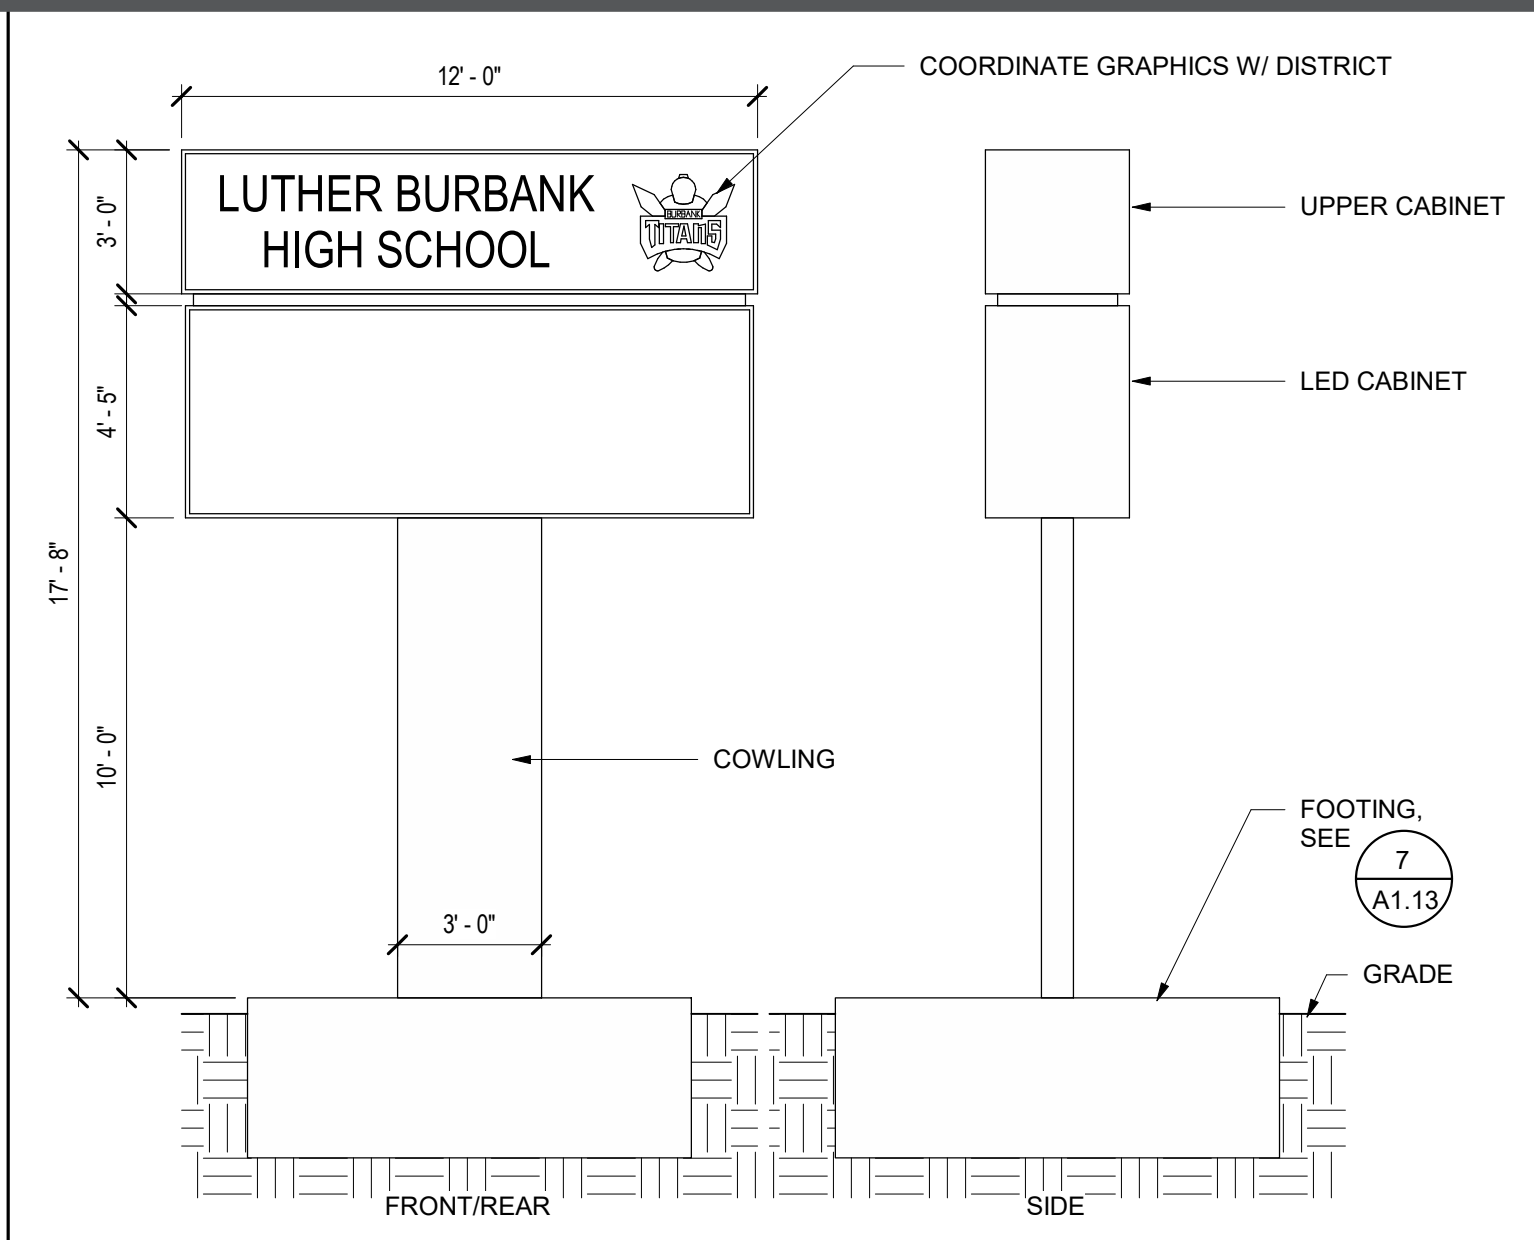 12' - 0"
COORDINATE GRAPHICS W/ DISTRICT
LUTHER BURBANK
HIGH SCHOOL
BURBANK
TITANS
3' - 0"
UPPER CABINET
4' - 5"
LED CABINET
17' - 8"
10' - 0"
COWLING
FOOTING,
SEE
7
A1.13
3' - 0"
GRADE
FRONT/REAR
SIDE